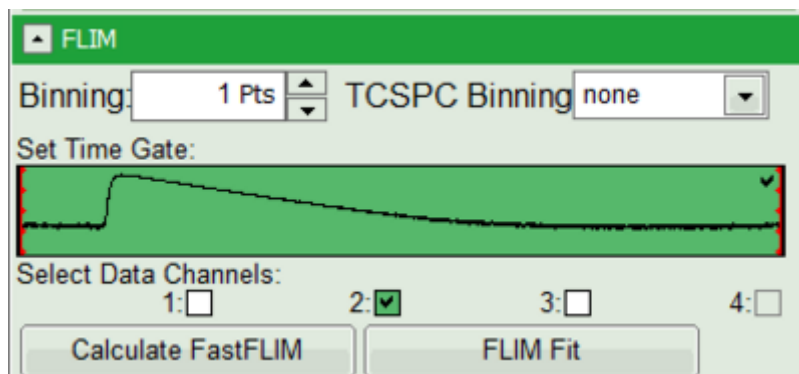 FLIM
Binning: 1 Pts TCSPC Binning none
Set Time Gate:
Select Data Channels:
1: 2: 3: 4:
Calculate FastFLIM FLIM Fit